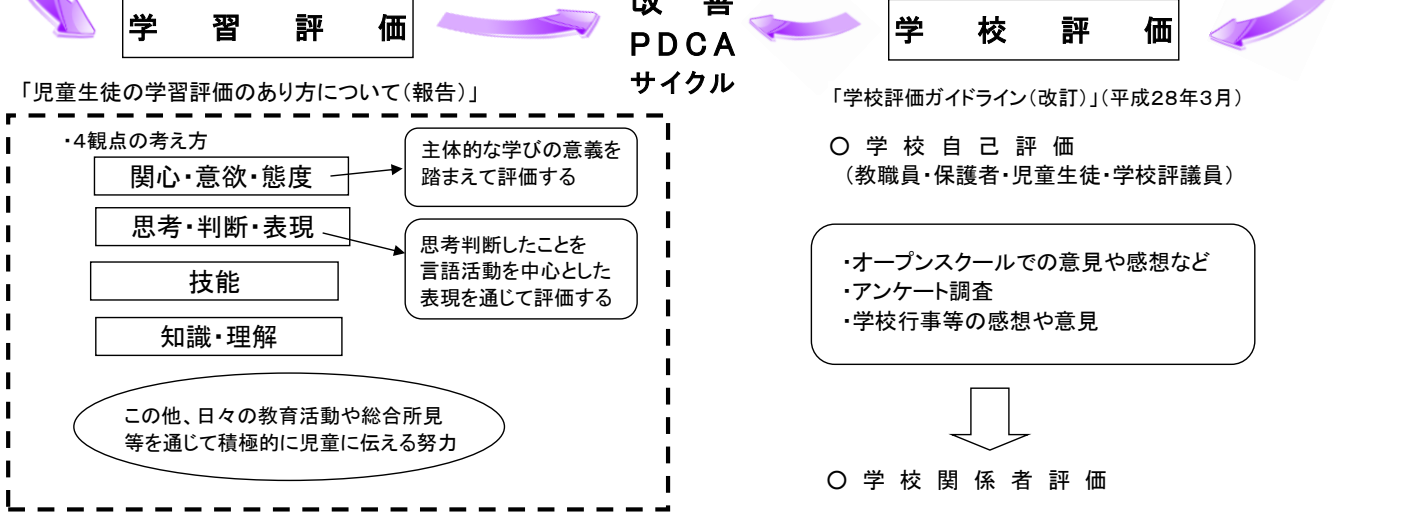 学習評価
改善
PDCA
サイクル
学校評価
「児童生徒の学習評価のあり方について(報告)」
・4観点の考え方
関心・意欲・態度
主体的な学びの意義を
踏まえて評価する
思考・判断・表現
思考判断したことを
言語活動を中心とした
表現を通じて評価する
技能
知識・理解
この他、日々の教育活動や総合所見
等を通じて積極的に児童に伝える努力
「学校評価ガイドライン(改訂)」(平成28年3月)
○学校自己評価
(教職員・保護者・児童生徒・学校評議員)
・オープンスクールでの意見や感想など
・アンケート調査
・学校行事等の感想や意見
○学校関係者評価